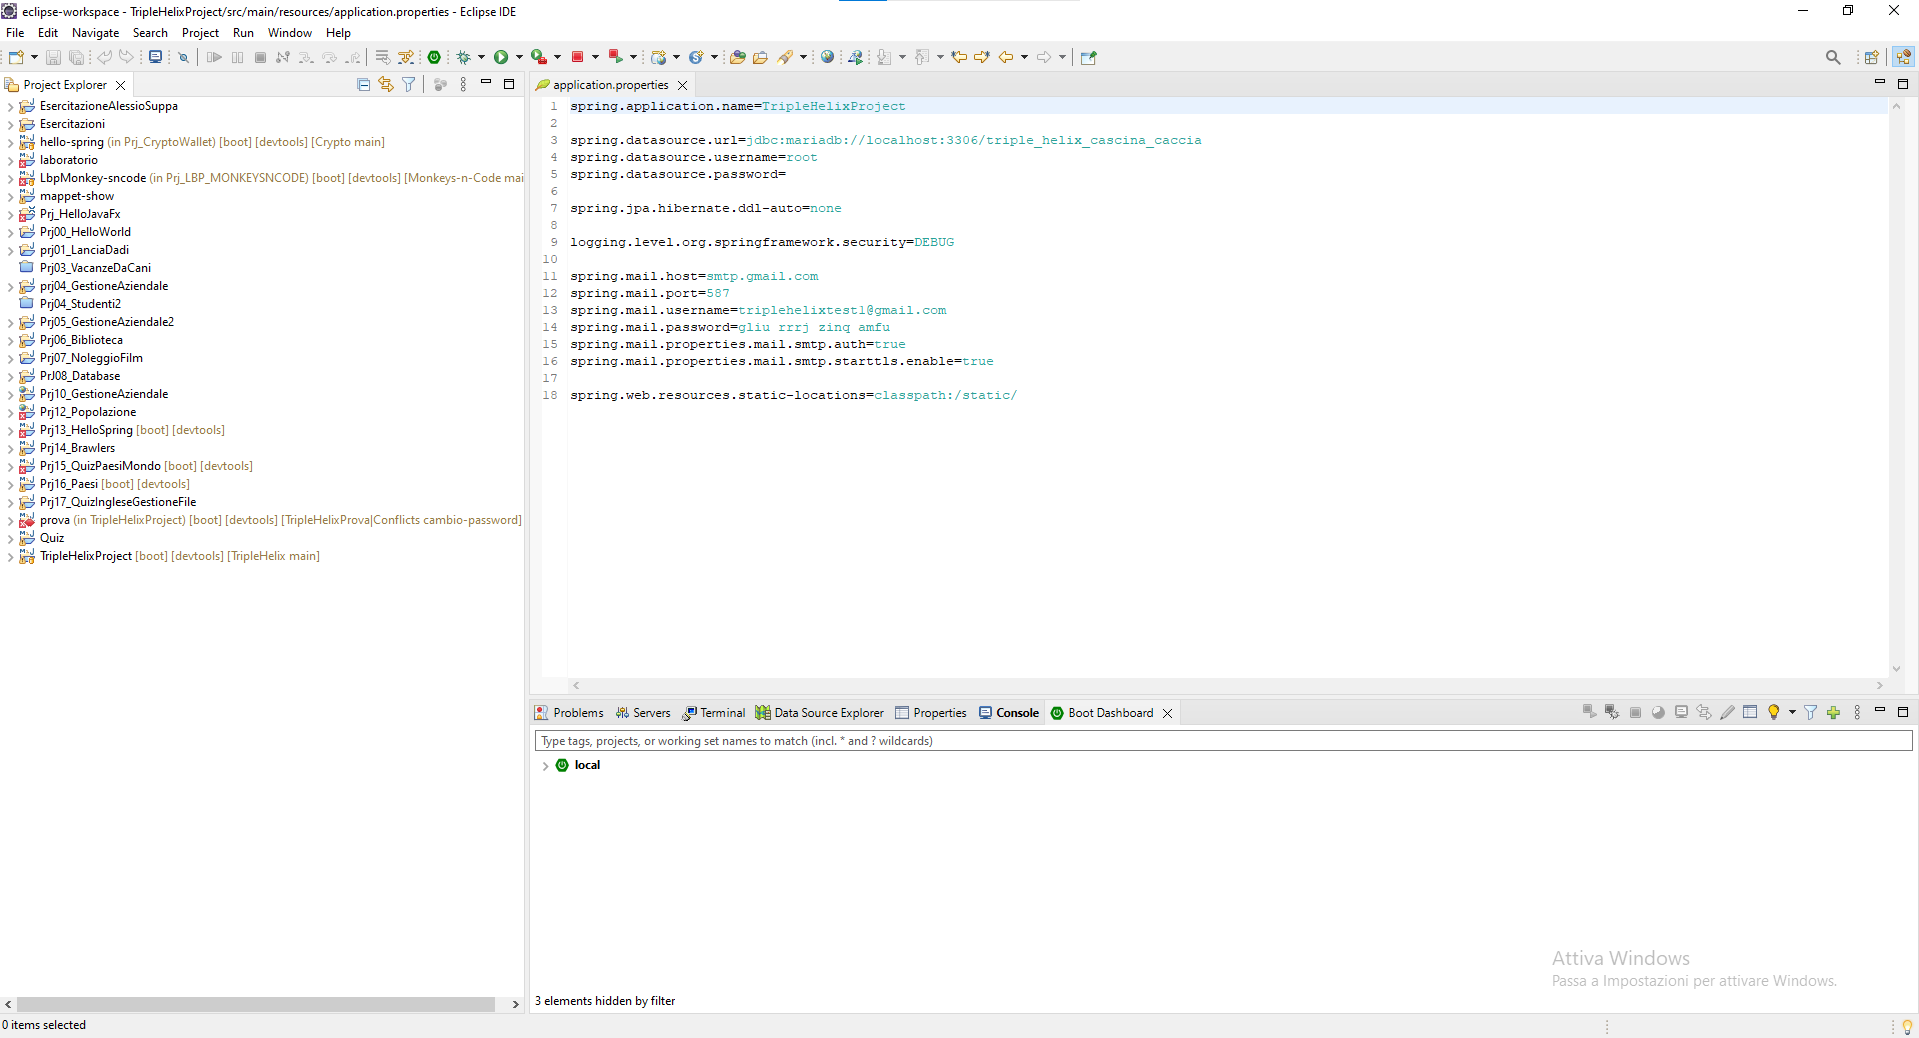 eclipse-workspace - TripleHelixProject/src/main/resources/application.properties - Eclipse IDE
File Edit Navigate Search Project Run Window Help
Project Explorer
EsercitazioneAlessioSuppa
Esercitazioni
hello-spring (in Prj_CryptoWallet) [boot] [devtools] [Crypto main]
laboratorio
LbpMonkey-sncode (in Prj_LBP_MONKEYSNCODE) [boot] [devtools] [Monkeys-n-Code mai
mappet-show
Prj_HelloJavaFx
Prj00_HelloWorld
prj01_LanciaDadi
Prj03_VacanzeDaCani
prj04_GestioneAziendale
Prj04_Studenti2
Prj05_GestioneAziendale2
Prj06_Biblioteca
Prj07_NoleggioFilm
PrJ08_Database
Prj10_GestioneAziendale
Prj12_Popolazione
Prj13_HelloSpring [boot] [devtools]
Prj14_Brawlers
Prj15_QuizPaesiMondo [boot] [devtools]
Prj16_Paesi [boot] [devtools]
Prj17_QuizIngleseGestioneFile
prova (in TripleHelixProject) [boot] [devtools] [TripleHelixProva|Conflicts cambio-password]
Quiz
TripleHelixProject [boot] [devtools] [TripleHelix main]
application.properties
1 spring.application.name=TripleHelixProject
2
3 spring.datasource.url=jdbc:mariadb://localhost:3306/triple_helix_cascina_caccia
4 spring.datasource.username=root
5 spring.datasource.password=
6
7 spring.jpa.hibernate.ddl-auto=none
8
9 logging.level.org.springframework.security=DEBUG
10
11 spring.mail.host=smtp.gmail.com
12 spring.mail.port=587
13 spring.mail.username=triplehelixtest1@gmail.com
14 spring.mail.password=gliu rrrj zinq amfu
15 spring.mail.properties.mail.smtp.auth=true
16 spring.mail.properties.mail.smtp.starttls.enable=true
17
18 spring.web.resources.static-locations=classpath:/static/
Problems Servers Terminal Data Source Explorer Properties Console Boot Dashboard
Type tags, projects, or working set names to match (incl. * and ? wildcards)
local
Attiva Windows
Passa a Impostazioni per attivare Windows.
3 elements hidden by filter
0 items selected